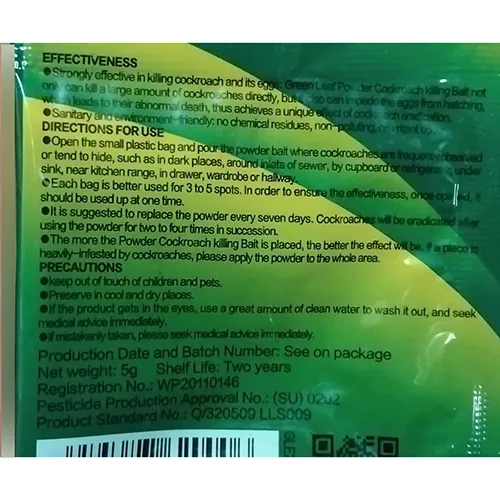 EFFECTIVENESS
●Strongly effective in killing cockroach and its eggs: Green Leaf Powder Cockroach killing Bait not
only can kill a large amount of cockroaches directly, but it also can impede the eggs from hatching,
which leads to their abnormal death, thus achieves a unique effect of cockroach eradication.
●Sanitary and environment-friendly: no chemical residues, non-polluting,
DIRECTIONS FOR USE
●Open the small plastic bag and pour the powder bait where cockroaches are frequently observed
or tend to hide, such as in dark places, around inlets of sewer, by cupboard or refrigerator, under
sink, near kitchen range, in drawer, wardrobe or hallway.
●Each bag is better used for 3 to 5 spots. In order to ensure the effectiveness, once opened, it
should be used up at one time.
●It is suggested to replace the powder every seven days. Cockroaches will be eradicated after
using the powder for two to four times in succession.
●The more the Powder Cockroach killing Bait is placed, the better the effect will be. If a place is
heavily-infested by cockroaches, please apply the powder to the whole area.
PRECAUTIONS
●keep out of touch of children and pets.
●Preserve in cool and dry places.
●If the product gets in the eyes, use a great amount of clean water to wash it out, and seek
medical advice immediately.
●If mistakenly taken, please seek medical advice immediately.
Production Date and Batch Number: See on package
Net weight: 5g Shelf Life: Two years
Registration No.: WP20110146
Pesticide Production Approval No.: (SU) 0202
Product Standard No.: Q/320509 LLS009